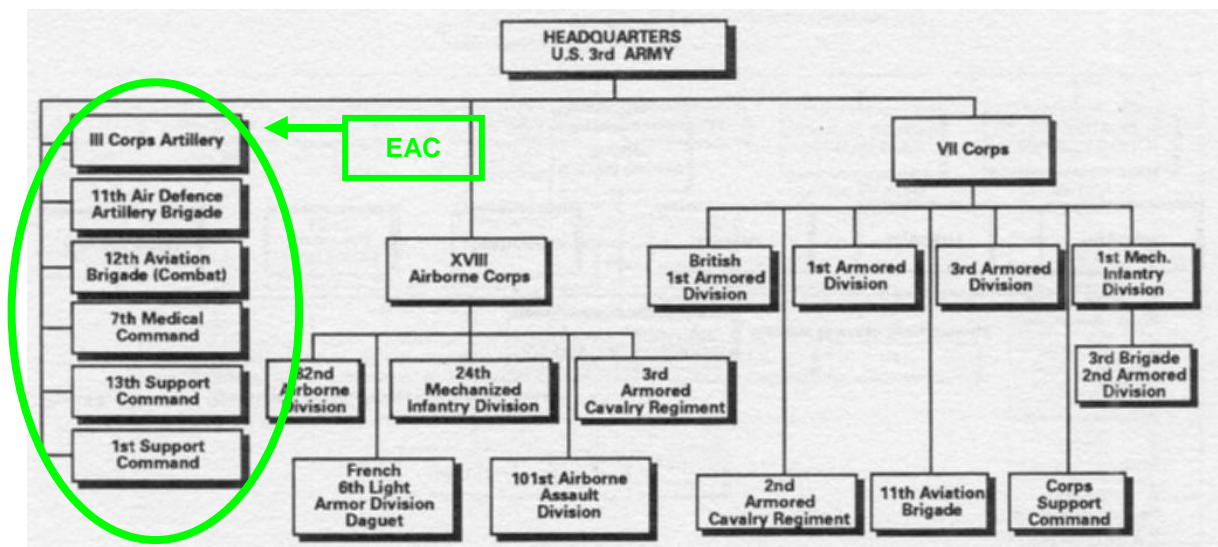 HEADQUARTERS
U.S. 3rd ARMY
III Corps Artillery
EAC
VII Corps
11th Air Defence
Artillery Brigade
12th Aviation
Brigade (Combat)
7th Medical
Command
13th Support
Command
1st Support
Command
XVIII
Airborne Corps
82nd
Airborne
Division
24th
Mechanized
Infantry Division
3rd
Armored
Cavalry Regiment
French
6th Light
Armor Division
Daguet
101st Airborne
Assault
Division
British
1st Armored
Division
1st Armored
Division
3rd Armored
Division
1st Mech.
Infantry
Division
3rd Brigade
2nd Armored
Division
2nd
Armored
Cavalry Regiment
11th Aviation
Brigade
Corps
Support
Command